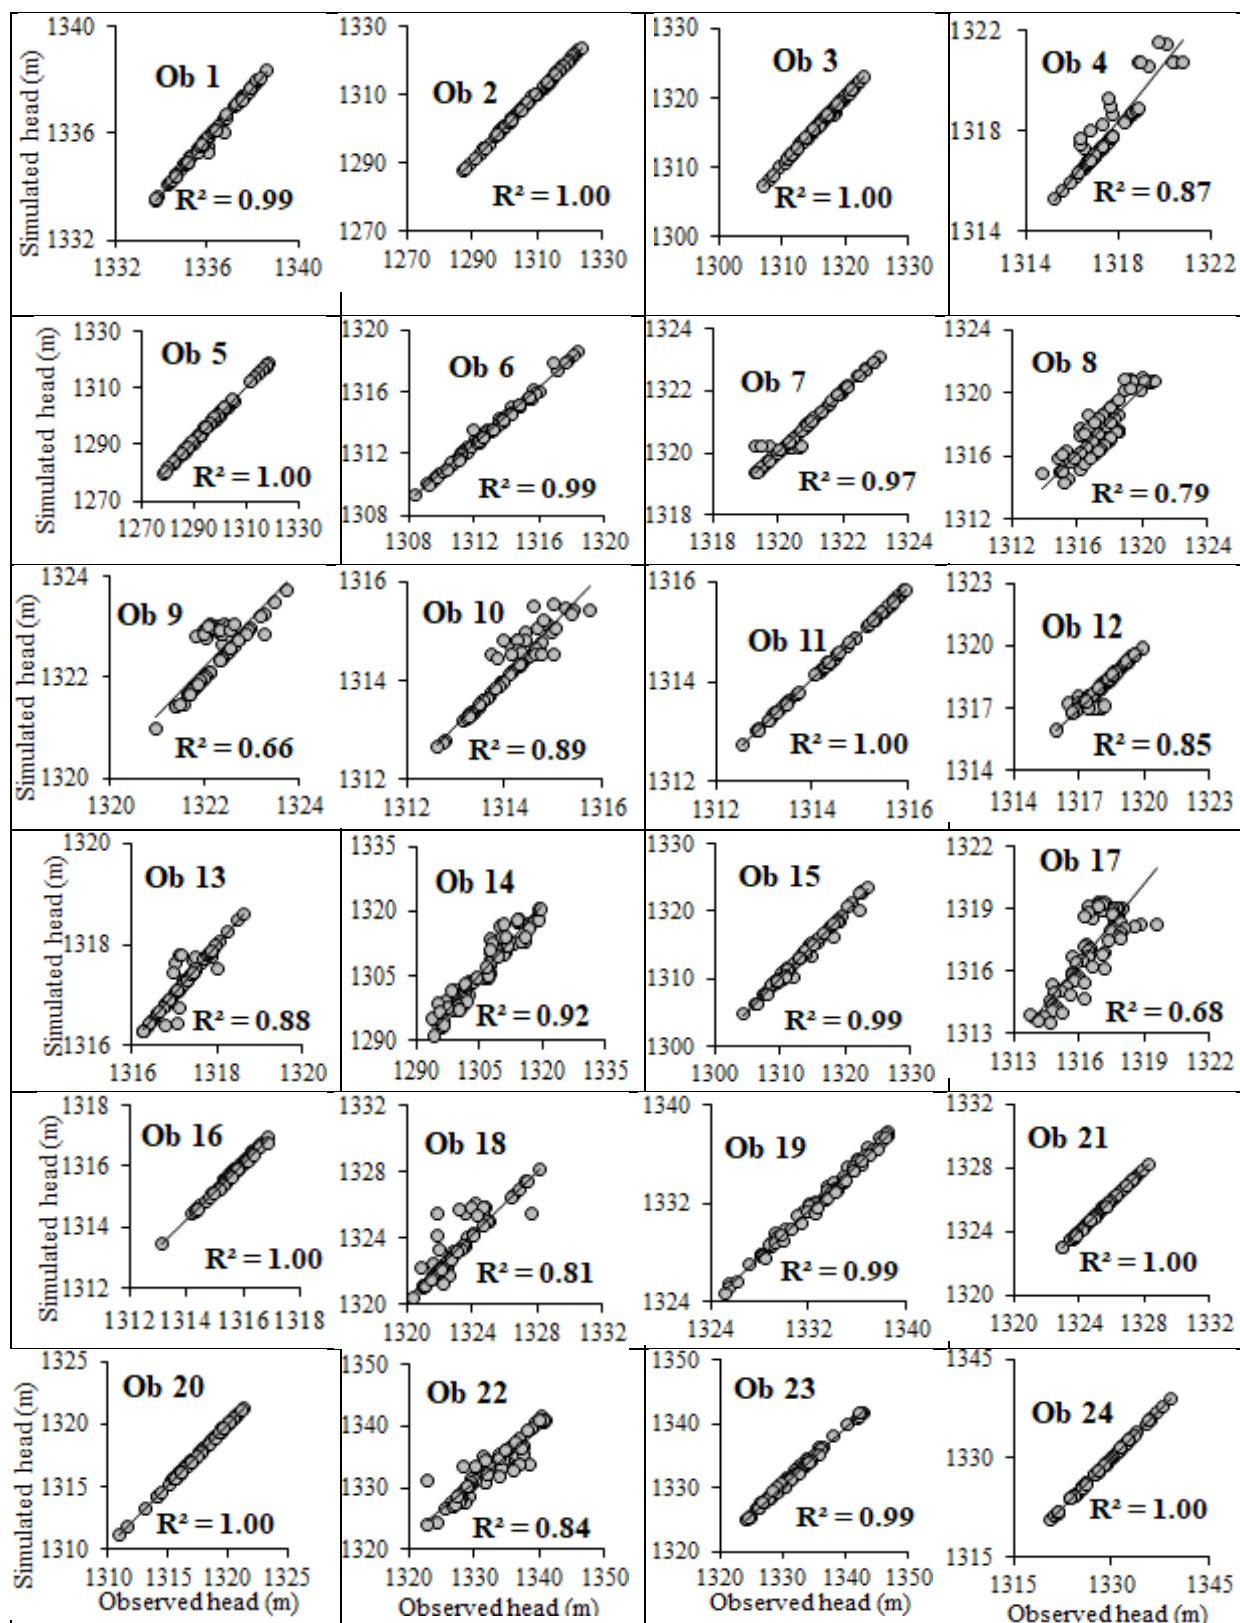 Simulated head (m)
1340
1336
1332
1332 1336 1340
Ob 1
R² = 0.99
1330
1310
1290
1270
1270 1290 1310 1330
Ob 2
R² = 1.00
1330
1320
1310
1300
1300 1310 1320 1330
Ob 3
R² = 1.00
1322
1318
1314
1314 1318 1322
Ob 4
R² = 0.87
Simulated head (m)
1330
1310
1290
1270
1270 1290 1310 1330
Ob 5
R² = 1.00
1320
1316
1312
1308
1308 1312 1316 1320
Ob 6
R² = 0.99
1324
1322
1320
1318
1318 1320 1322 1324
Ob 7
R² = 0.97
1324
1320
1316
1312
1312 1316 1320 1324
Ob 8
R² = 0.79
Simulated head (m)
1324
1322
1320
1320 1322 1324
Ob 9
R² = 0.66
1316
1314
1312
1312 1314 1316
Ob 10
R² = 0.89
1316
1314
1312
1312 1314 1316
Ob 11
R² = 1.00
1323
1320
1317
1314
1314 1317 1320 1323
Ob 12
R² = 0.85
Simulated head (m)
1320
1318
1316
1316 1318 1320
Ob 13
R² = 0.88
1335
1320
1305
1290
1290 1305 1320 1335
Ob 14
R² = 0.92
1330
1320
1310
1300
1300 1310 1320 1330
Ob 15
R² = 0.99
1322
1319
1316
1313
1313 1316 1319 1322
Ob 17
R² = 0.68
Simulated head (m)
1318
1316
1314
1312
1312 1314 1316 1318
Ob 16
R² = 1.00
1332
1328
1324
1320
1320 1324 1328 1332
Ob 18
R² = 0.81
1340
1332
1324
1324 1332 1340
Ob 19
R² = 0.99
1332
1328
1324
1320
1320 1324 1328 1332
Ob 21
R² = 1.00
Simulated head (m)
1325
1320
1315
1310
1310 1315 1320 1325
Observed head (m)
Ob 20
R² = 1.00
1350
1340
1330
1320
1320 1330 1340 1350
Observed head (m)
Ob 22
R² = 0.84
1350
1340
1330
1320
1320 1330 1340 1350
Observed head (m)
Ob 23
R² = 0.99
1345
1330
1315
1315 1330 1345
Observed head (m)
Ob 24
R² = 1.00